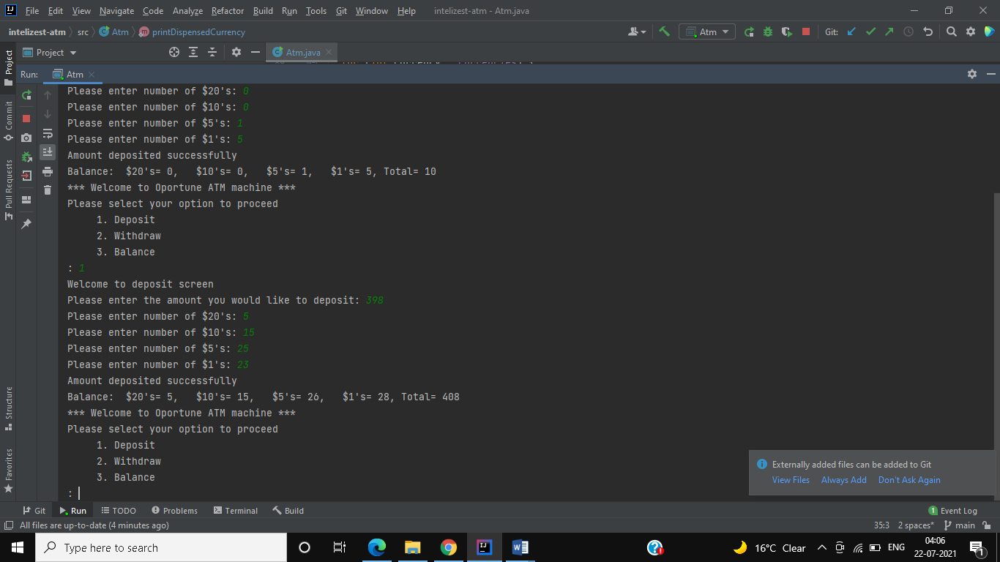 File Edit View Navigate Code Analyze Refactor Build Run Tools Git Window Help intelizest-atm - Atm.java
intelizest-atm src Atm printDispensedCurrency Atm Git:
Project Atm.java
Run: Atm
Please enter number of $20's: 0
Please enter number of $10's: 0
Please enter number of $5's: 1
Please enter number of $1's: 5
Amount deposited successfully
Balance: $20's= 0, $10's= 0, $5's= 1, $1's= 5, Total= 10
*** Welcome to Oportune ATM machine ***
Please select your option to proceed
1. Deposit
2. Withdraw
3. Balance
: 1
Welcome to deposit screen
Please enter the amount you would like to deposit: 398
Please enter number of $20's: 5
Please enter number of $10's: 15
Please enter number of $5's: 25
Please enter number of $1's: 23
Amount deposited successfully
Balance: $20's= 5, $10's= 15, $5's= 26, $1's= 28, Total= 408
*** Welcome to Oportune ATM machine ***
Please select your option to proceed
1. Deposit
2. Withdraw
3. Balance
:
Project
Commit
Pull Requests
Structure
Favorites
Externally added files can be added to Git
View Files Always Add Don't Ask Again
Git Run TODO Problems Terminal Build 1 Event Log
All files are up-to-date (4 minutes ago) 35:3 2 spaces* main
Type here to search 16°C Clear ENG 04:06
22-07-2021 1